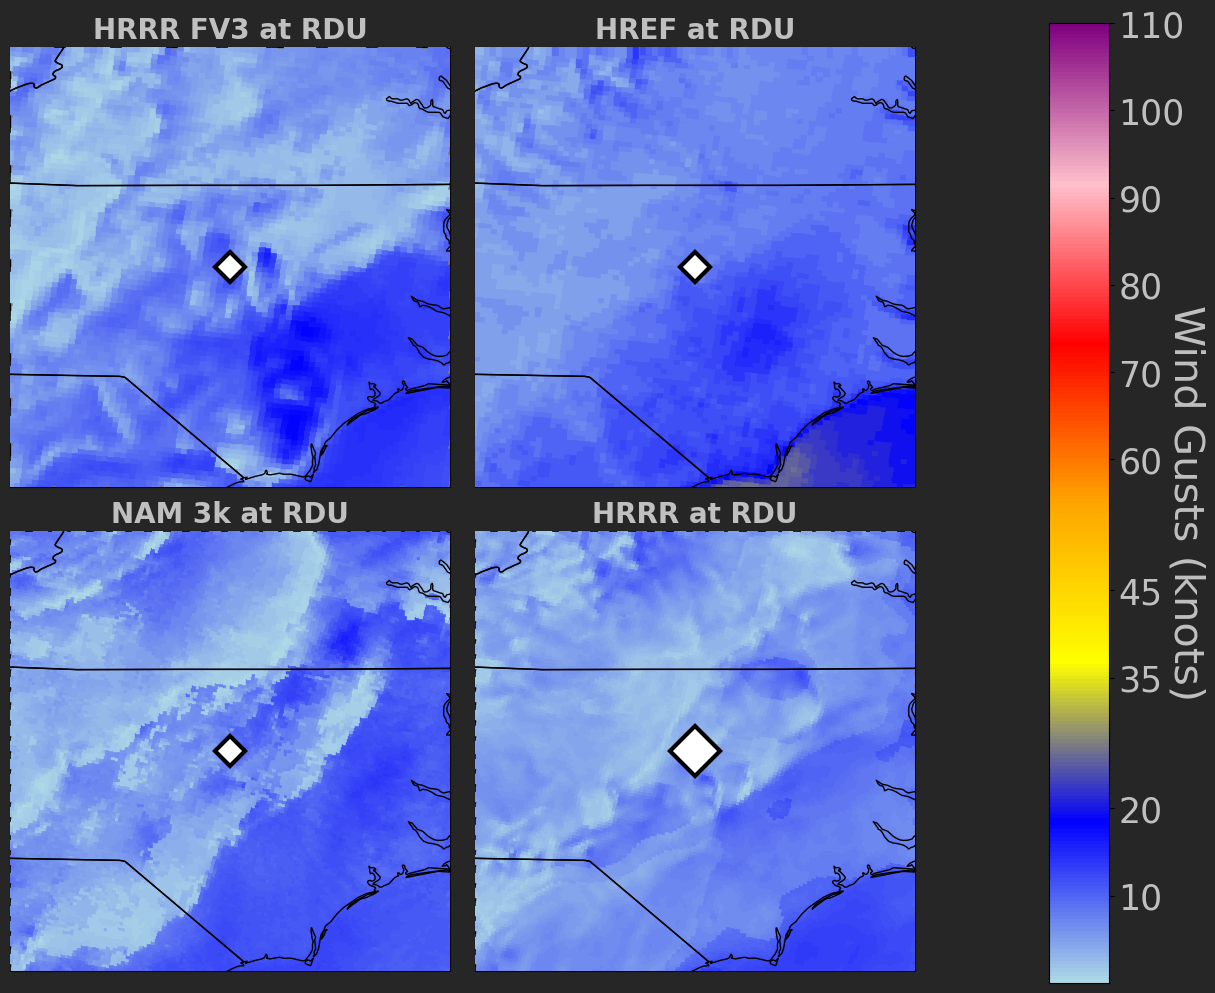 HRRR FV3 at RDU
HREF at RDU
NAM 3k at RDU
HRRR at RDU
110
100
90
80
70
60
45
35
20
10
Wind Gusts (knots)